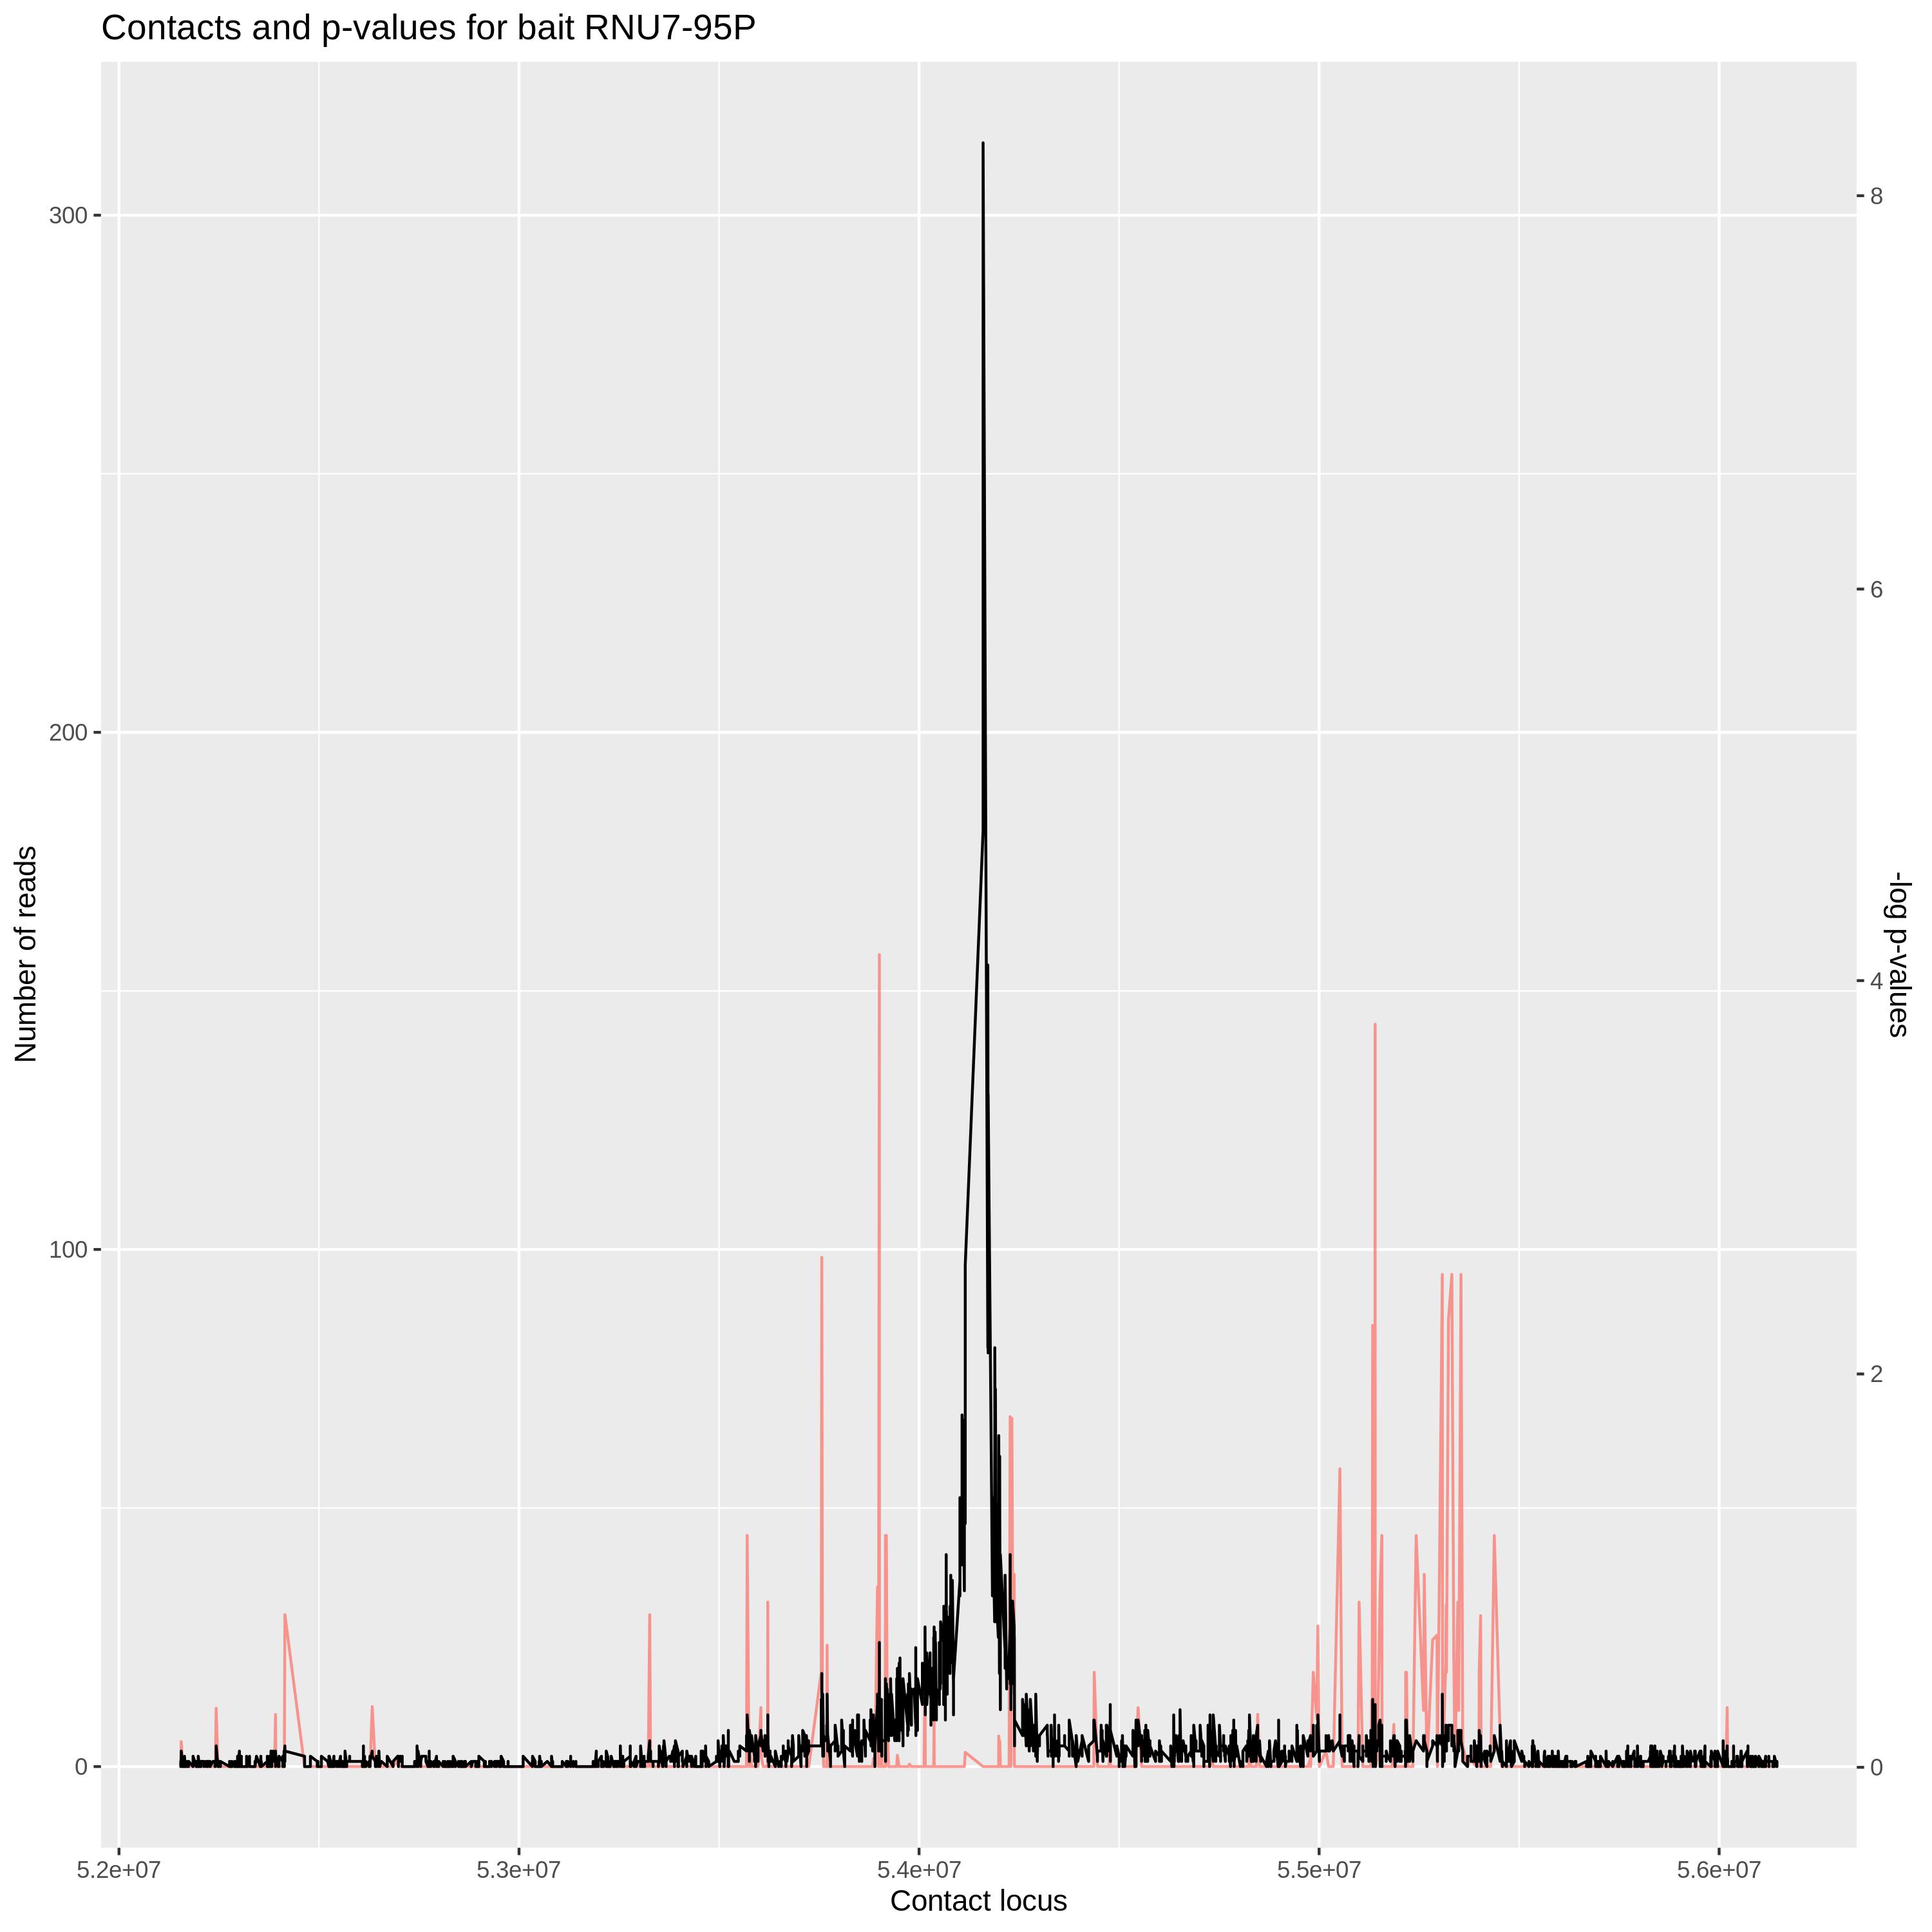 Contacts and p-values for bait RNU7-95P
300
200
100
0
8
6
4
2
0
Number of reads
-log p-values
5.2e+07 5.3e+07 5.4e+07 5.5e+07 5.6e+07
Contact locus